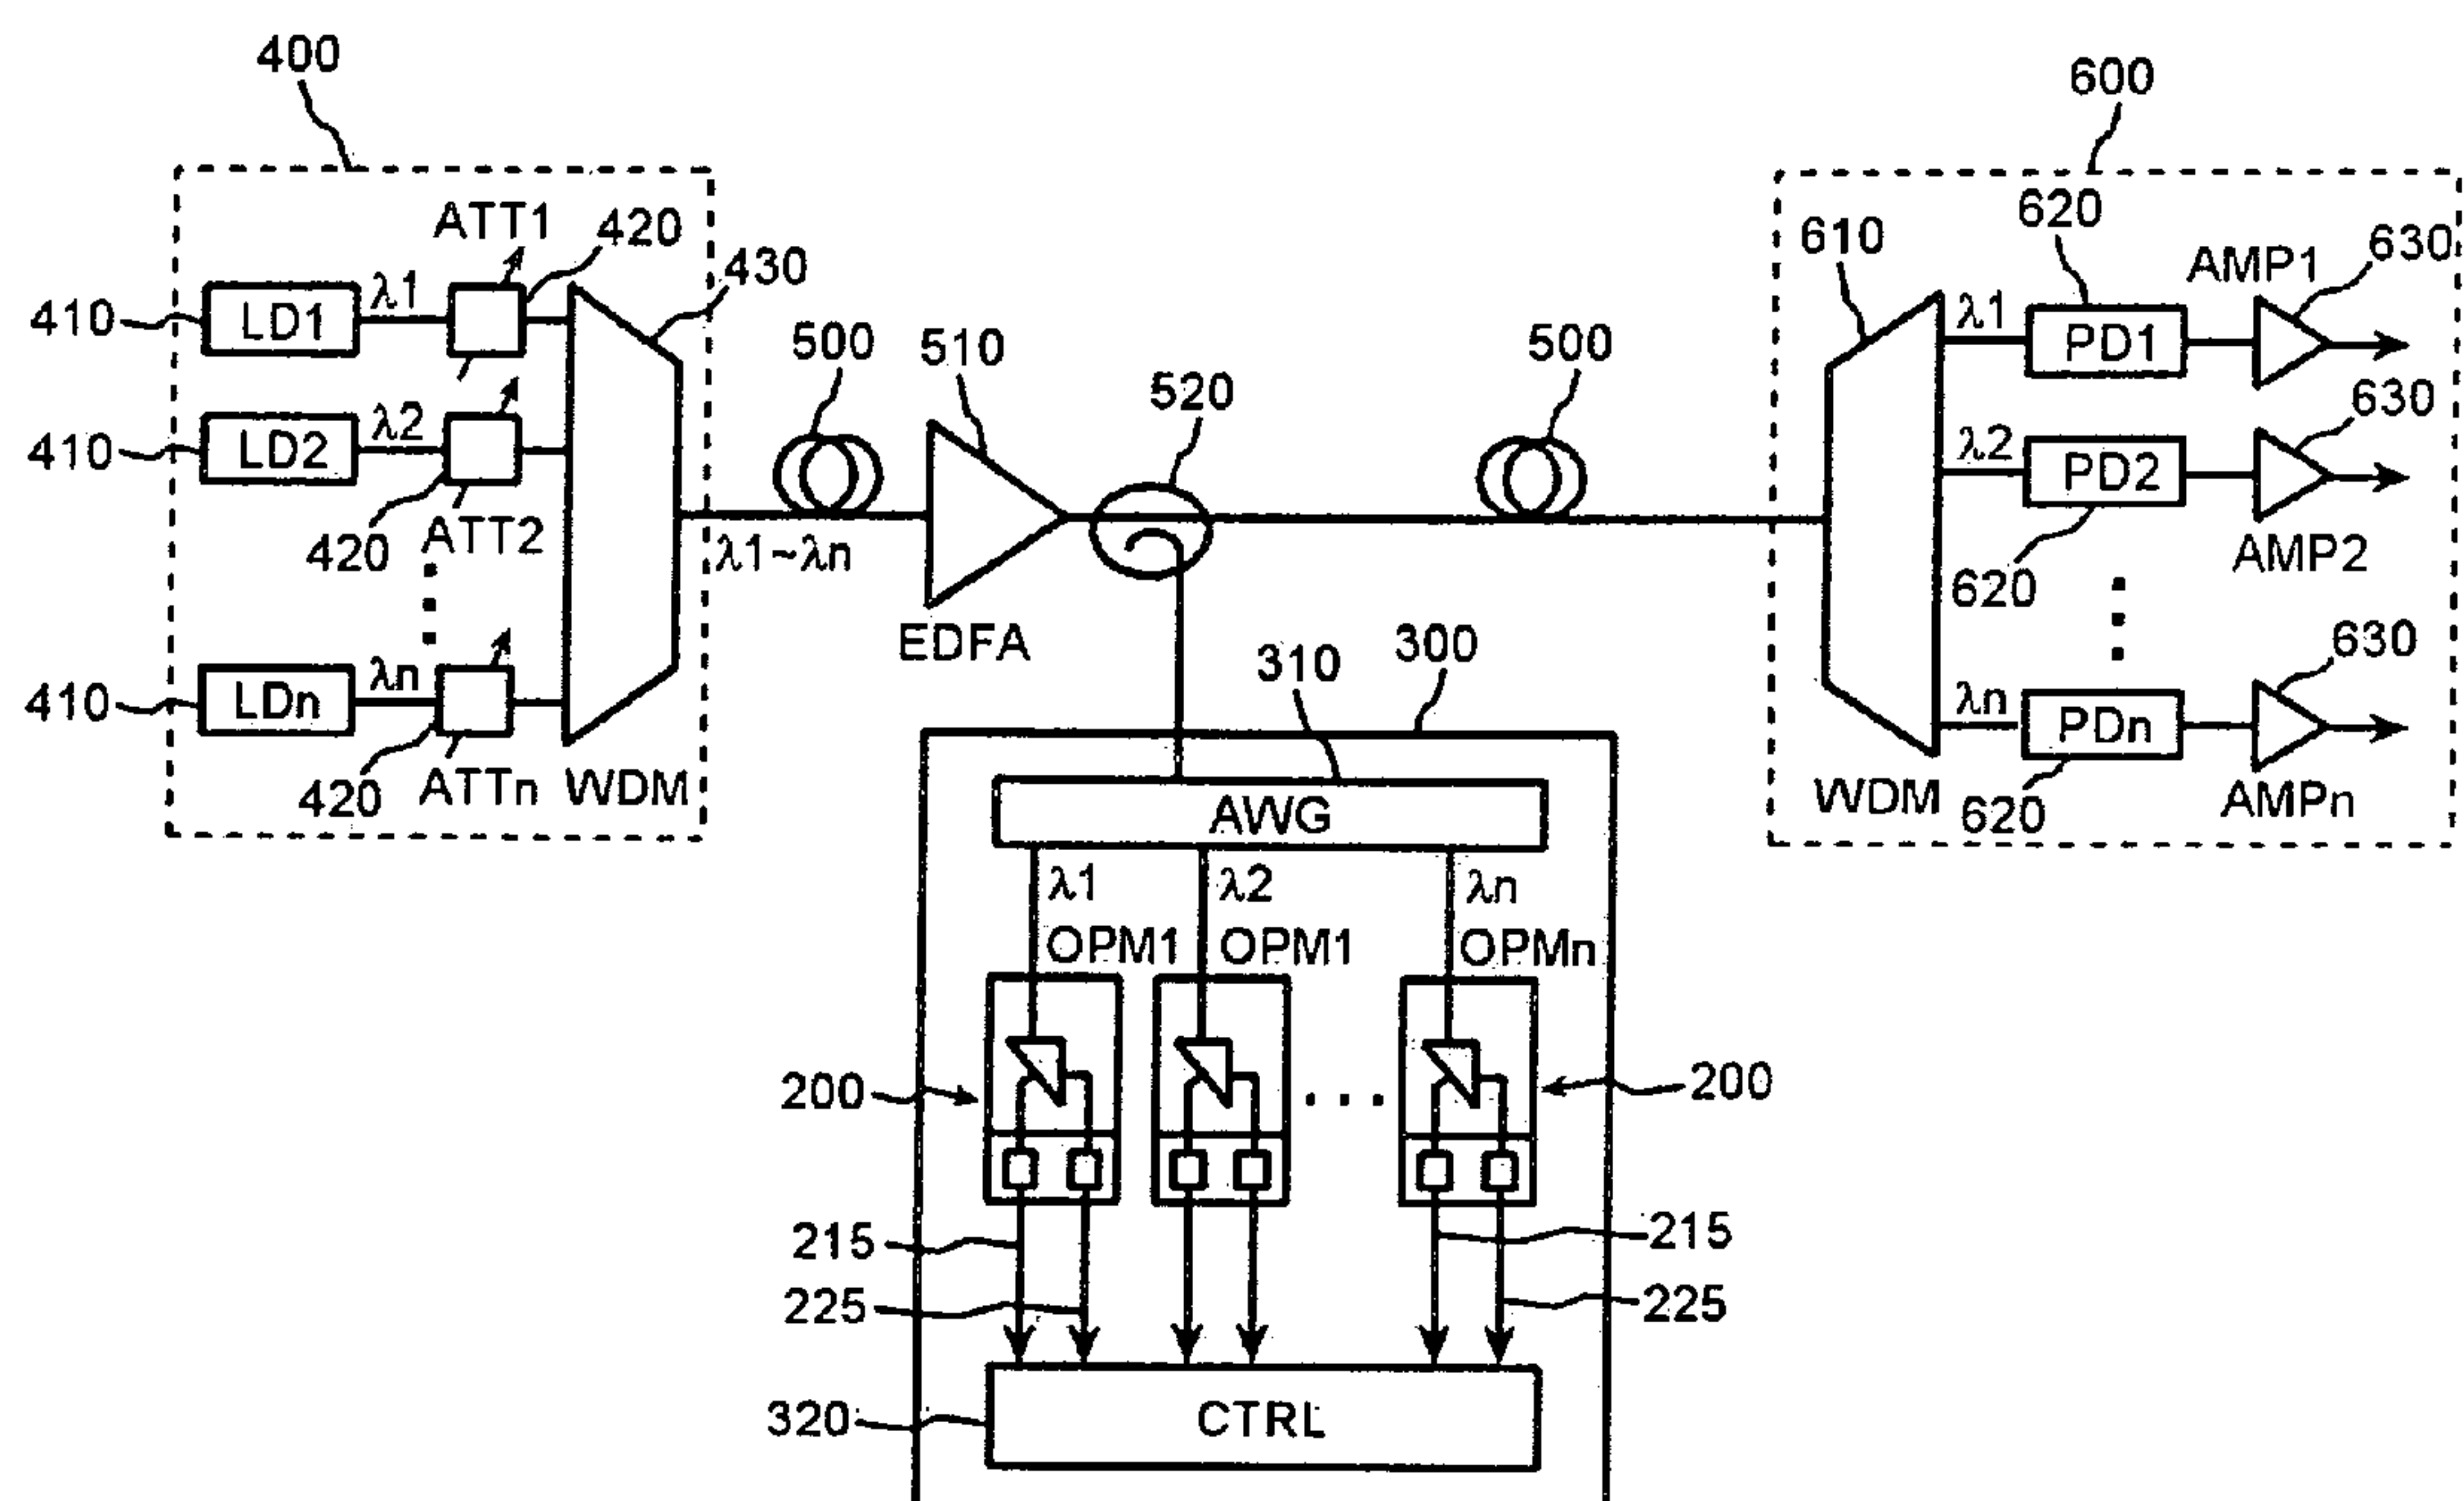 400
600
ATT1
420
430
620
610
AMP1
630
410
LD1
λ1
500
510
500
λ1
PD1
520
630
410
LD2
λ2
λ2
PD2
420
ATT2
λ1~λn
620
AMP2
EDFA
310
300
630
410
LDn
λn
λn
PDn
420
ATTn
WDM
WDM
620
AMPn
AWG
λ1
λ2
λn
OPM1
OPM1
OPMn
200
200
215
215
225
225
320
CTRL